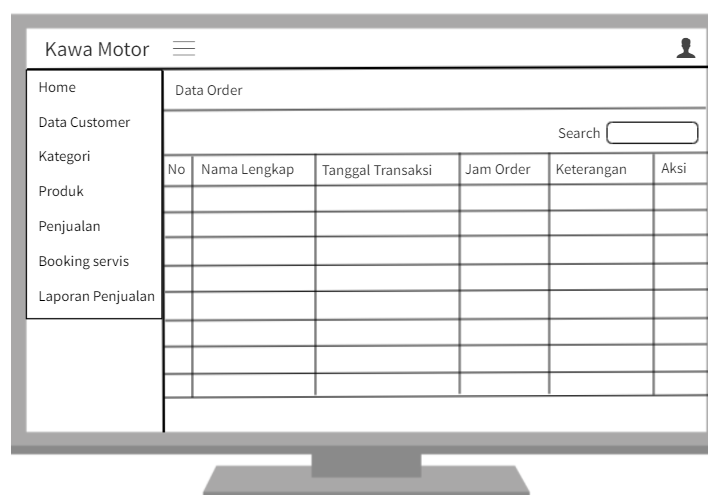 Kawa Motor
Home
Data Customer
Kategori
Produk
Penjualan
Booking servis
Laporan Penjualan
Data Order
Search
No Nama Lengkap Tanggal Transaksi Jam Order Keterangan Aksi